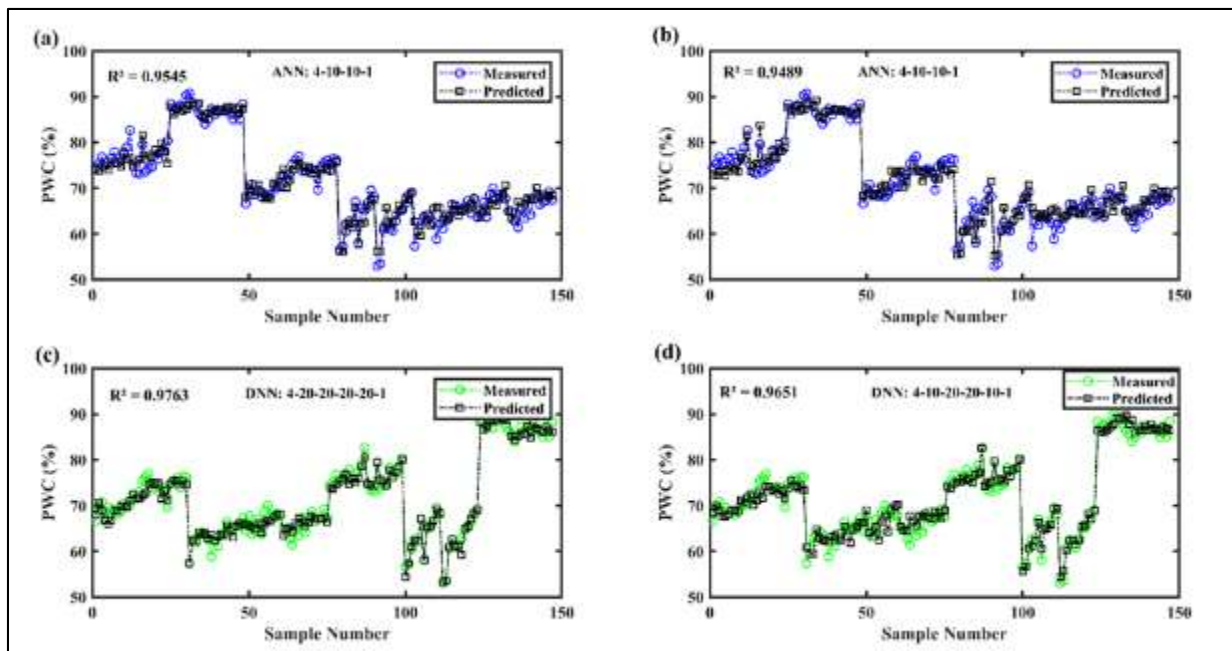 (a)
R² = 0.9545
ANN: 4-10-10-1
Measured
Predicted
100
90
80
70
60
50
PWC (%)
0
50
100
150
Sample Number
(b)
R² = 0.9489
ANN: 4-10-10-1
Measured
Predicted
100
90
80
70
60
50
PWC (%)
0
50
100
150
Sample Number
(c)
R² = 0.9763
DNN: 4-20-20-20-20-1
Measured
Predicted
100
90
80
70
60
50
PWC (%)
0
50
100
150
Sample Number
(d)
R² = 0.9651
DNN: 4-10-20-20-10-1
Measured
Predicted
100
90
80
70
60
50
PWC (%)
0
50
100
150
Sample Number